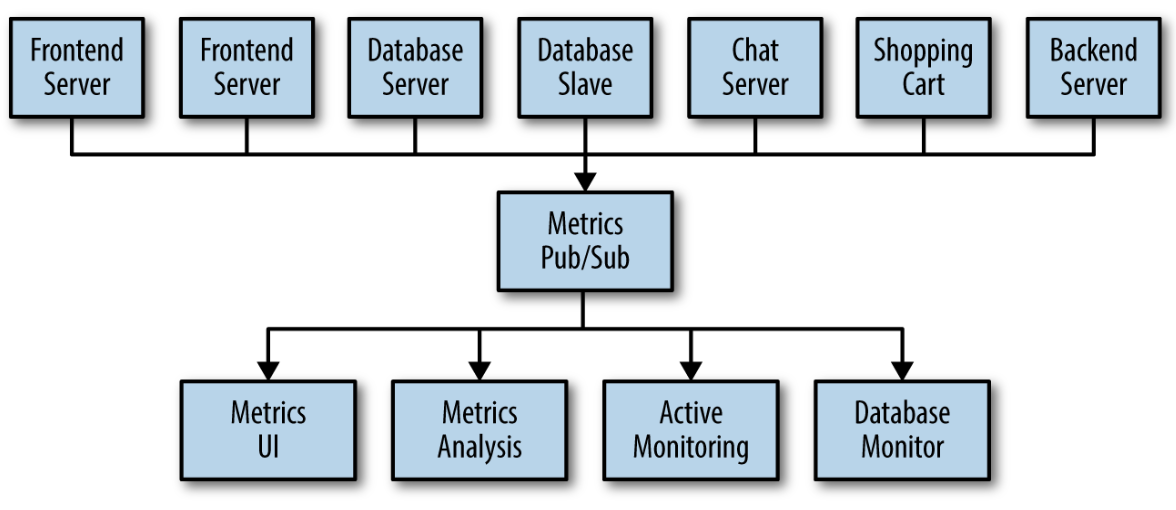 Frontend
Server
Frontend
Server
Database
Server
Database
Slave
Chat
Server
Shopping
Cart
Backend
Server
Metrics
Pub/Sub
Metrics
UI
Metrics
Analysis
Active
Monitoring
Database
Monitor